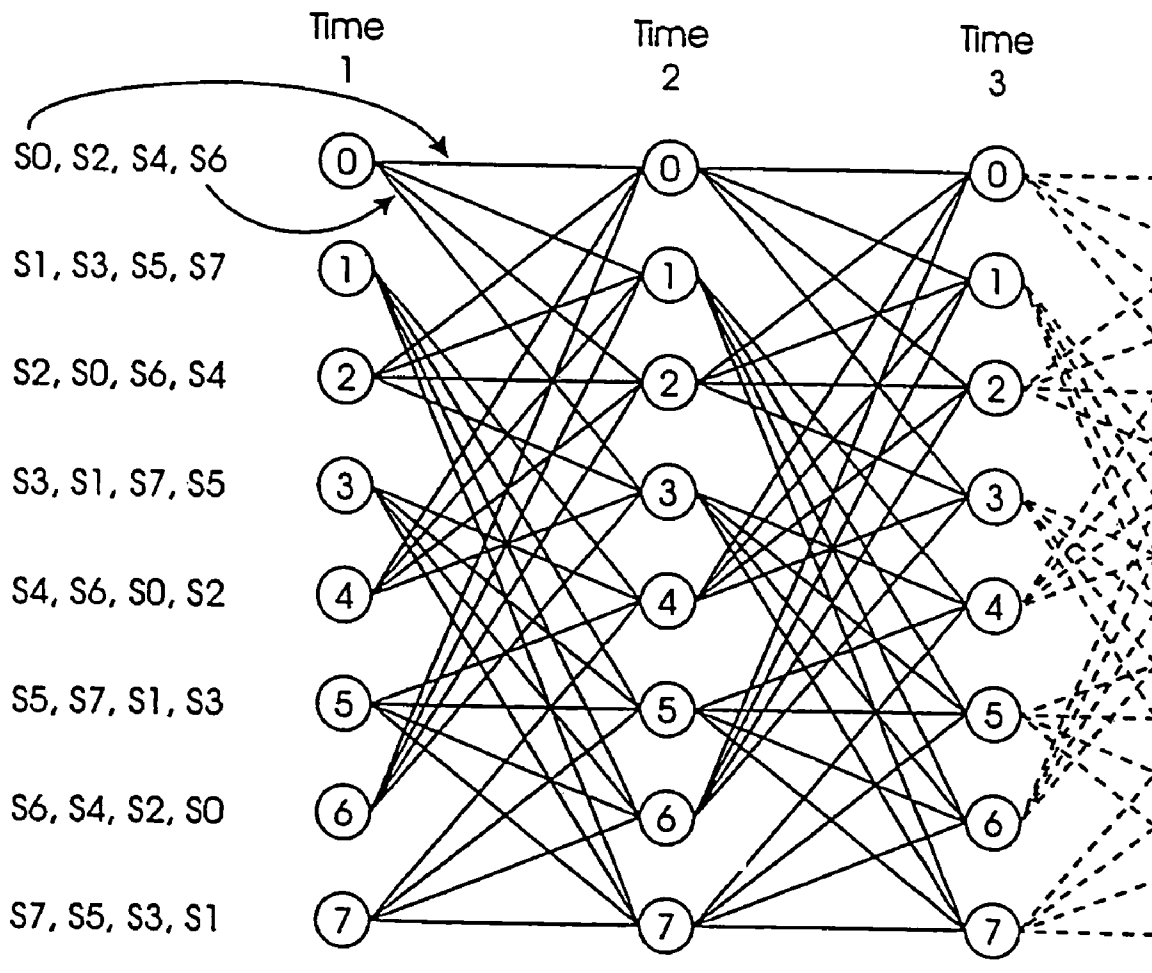 Time Time Time
1 2 3
S0, S2, S4, S6 0 0 0
S1, S3, S5, S7 1 1 1
S2, S0, S6, S4 2 2 2
S3, S1, S7, S5 3 3 3
S4, S6, S0, S2 4 4 4
S5, S7, S1, S3 5 5 5
S6, S4, S2, S0 6 6 6
S7, S5, S3, S1 7 7 7